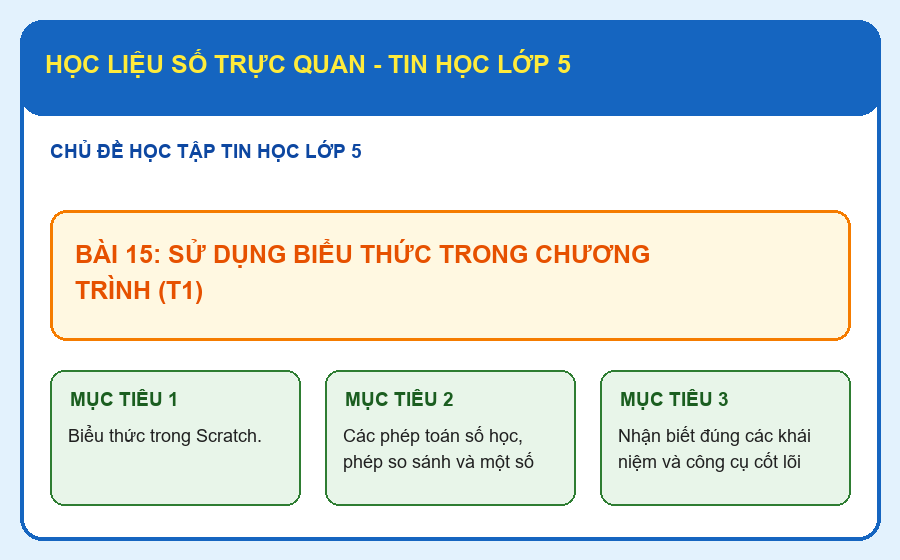 HỌC LIỆU SỐ TRỰC QUAN - TIN HỌC LỚP 5
CHỦ ĐỀ HỌC TẬP TIN HỌC LỚP 5
BÀI 15: SỬ DỤNG BIỂU THỨC TRONG CHƯƠNG
TRÌNH (T1)
MỤC TIÊU 1
Biểu thức trong Scratch.
MỤC TIÊU 2
Các phép toán số học,
phép so sánh và một số
MỤC TIÊU 3
Nhận biết đúng các khái
niệm và công cụ cốt lõi